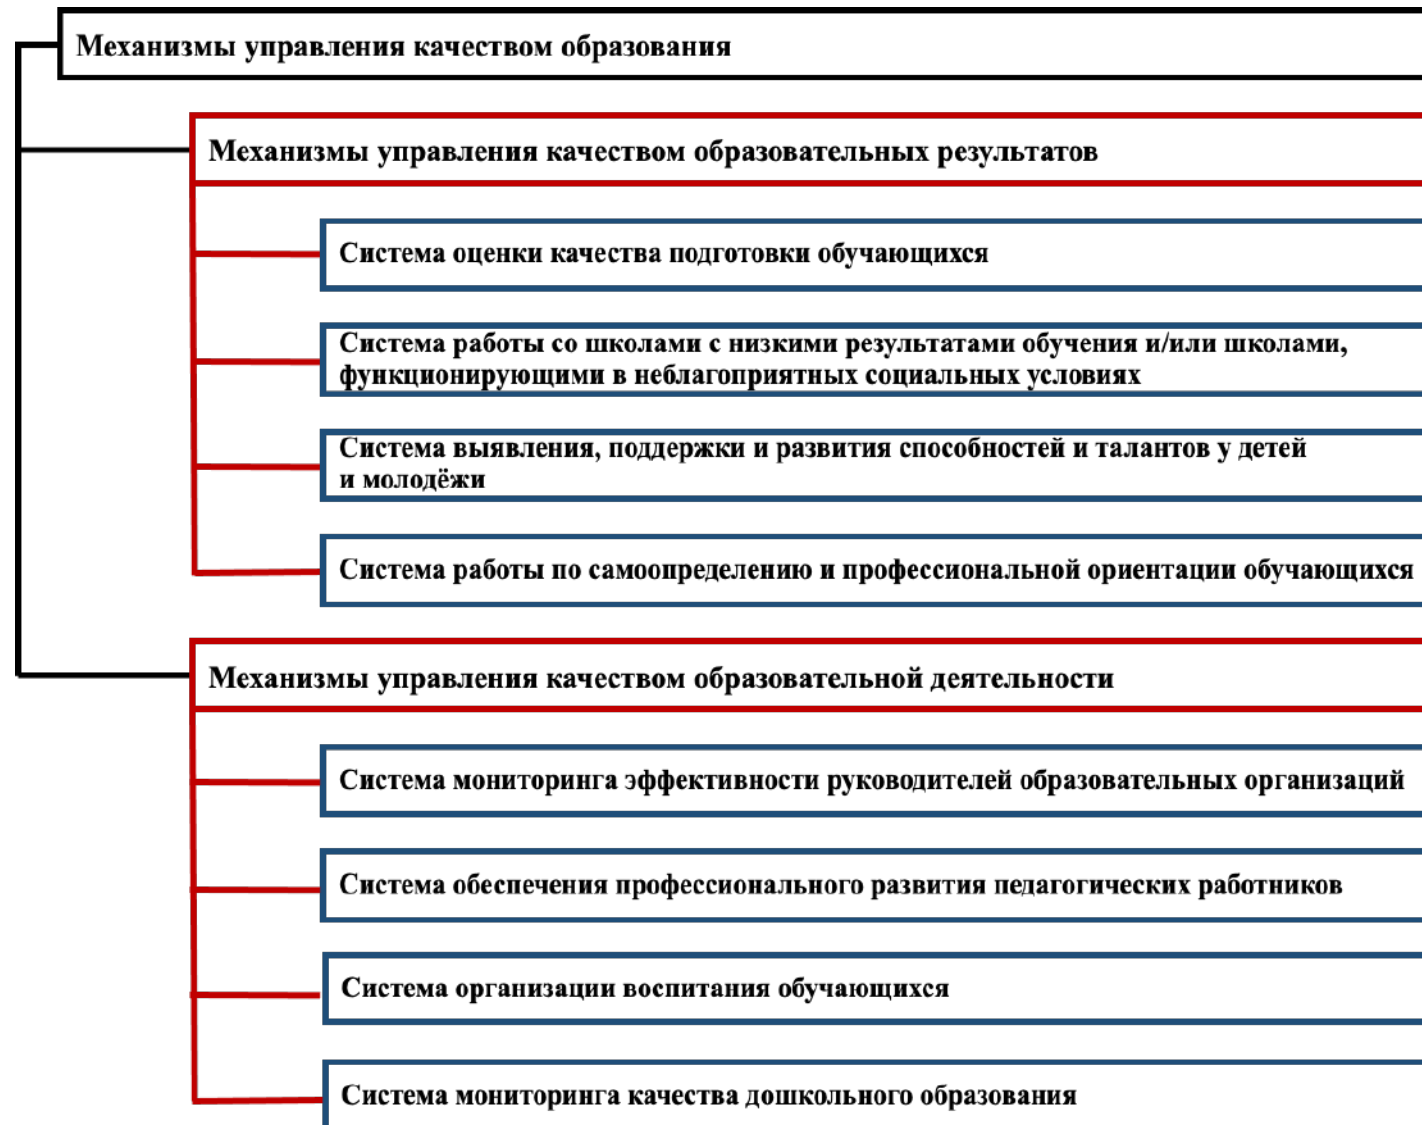 Механизмы управления качеством образования
Механизмы управления качеством образовательных результатов
Система оценки качества подготовки обучающихся
Система работы со школами с низкими результатами обучения и/или школами,
функционирующими в неблагоприятных социальных условиях
Система выявления, поддержки и развития способностей и талантов у детей
и молодёжи
Система работы по самоопределению и профессиональной ориентации обучающихся
Механизмы управления качеством образовательной деятельности
Система мониторинга эффективности руководителей образовательных организаций
Система обеспечения профессионального развития педагогических работников
Система организации воспитания обучающихся
Система мониторинга качества дошкольного образования